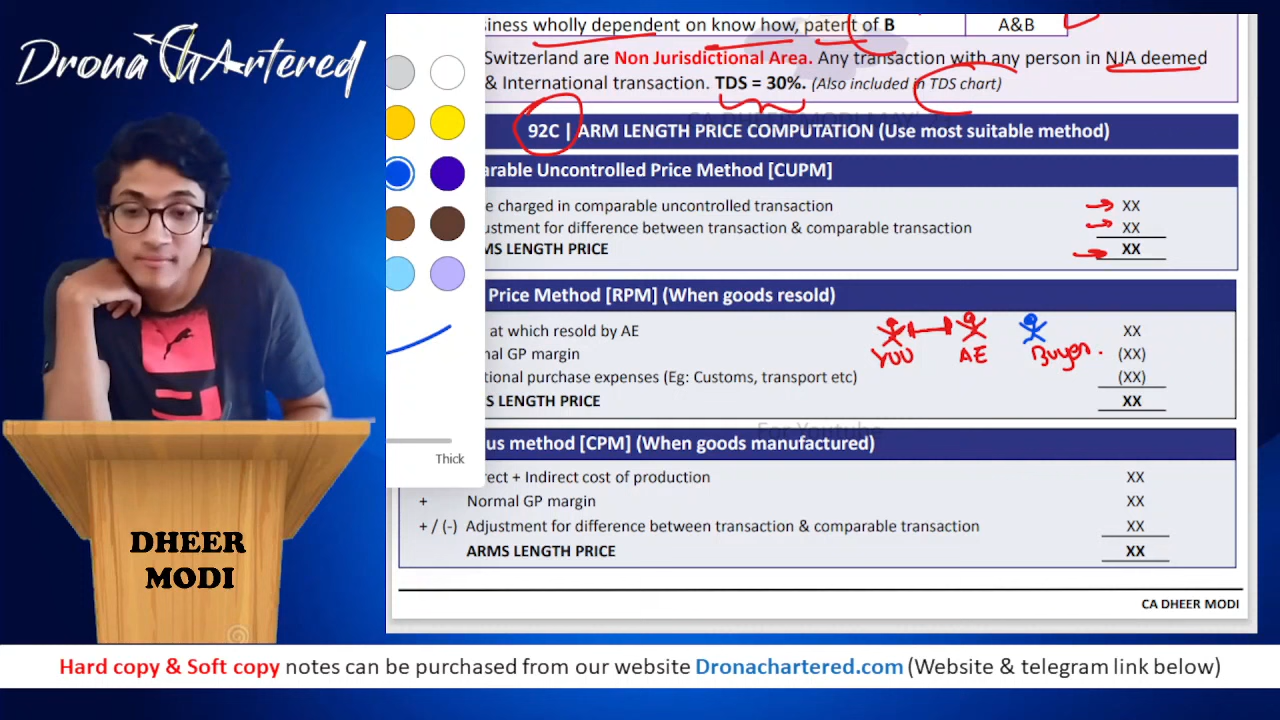 Drona CHArtered
siness wholly dependent on know how, patent of B A&B
Switzerland are Non Jurisdictional Area. Any transaction with any person in NJA deemed
& International transaction. TDS = 30%. (Also included in TDS chart)
92C | ARM LENGTH PRICE COMPUTATION (Use most suitable method)
arable Uncontrolled Price Method [CUPM]
e charged in comparable uncontrolled transaction XX
ustment for difference between transaction & comparable transaction XX
MS LENGTH PRICE XX
Price Method [RPM] (When goods resold)
at which resold by AE XX
nal GP margin (XX)
YOU AE Buyer.
tional purchase expenses (Eg: Customs, transport etc) (XX)
S LENGTH PRICE XX
For Youtube
us method [CPM] (When goods manufactured)
Thick
rect + Indirect cost of production XX
+ Normal GP margin XX
+ / (-) Adjustment for difference between transaction & comparable transaction XX
ARMS LENGTH PRICE XX
CA DHEER MODI
DHEER
MODI
Hard copy & Soft copy notes can be purchased from our website Dronachartered.com (Website & telegram link below)